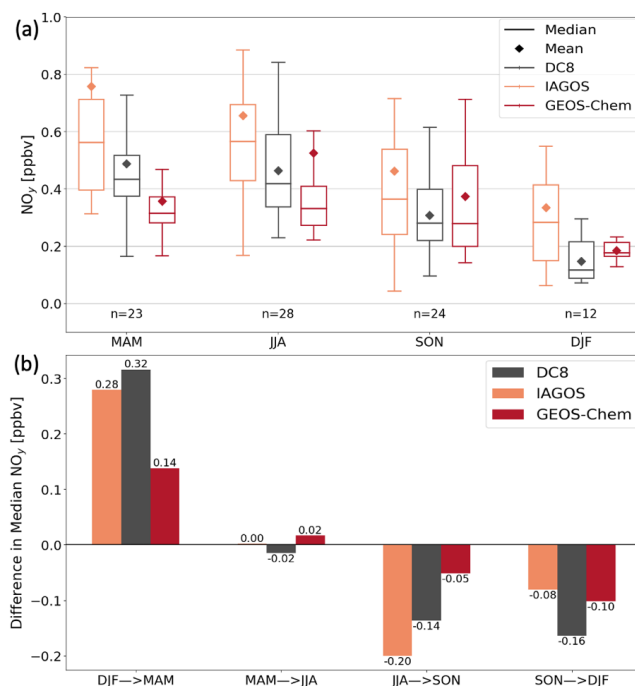 (a)
NOy [ppbv]
1.0
0.8
0.6
0.4
0.2
0.0
Median
Mean
DC8
IAGOS
GEOS-Chem
n=23
n=28
n=24
n=12
MAM
JJA
SON
DJF
(b)
Difference in Median NOy [ppbv]
0.3
0.2
0.1
0.0
−0.1
−0.2
DC8
IAGOS
GEOS-Chem
0.28
0.32
0.14
0.00
-0.02
0.02
-0.20
-0.14
-0.05
-0.08
-0.16
-0.10
DJF—>MAM
MAM—>JJA
JJA—>SON
SON—>DJF